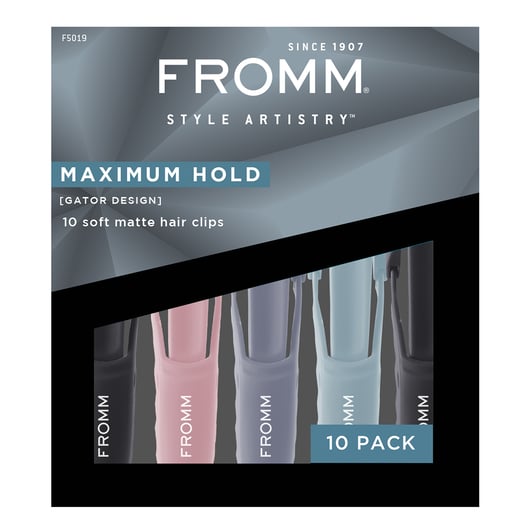 F5019
SINCE 1907
FROMM®
STYLE ARTISTRY™
MAXIMUM HOLD
[GATOR DESIGN]
10 soft matte hair clips
FROMM
FROMM
FROMM
FROMM
FROMM
10 PACK